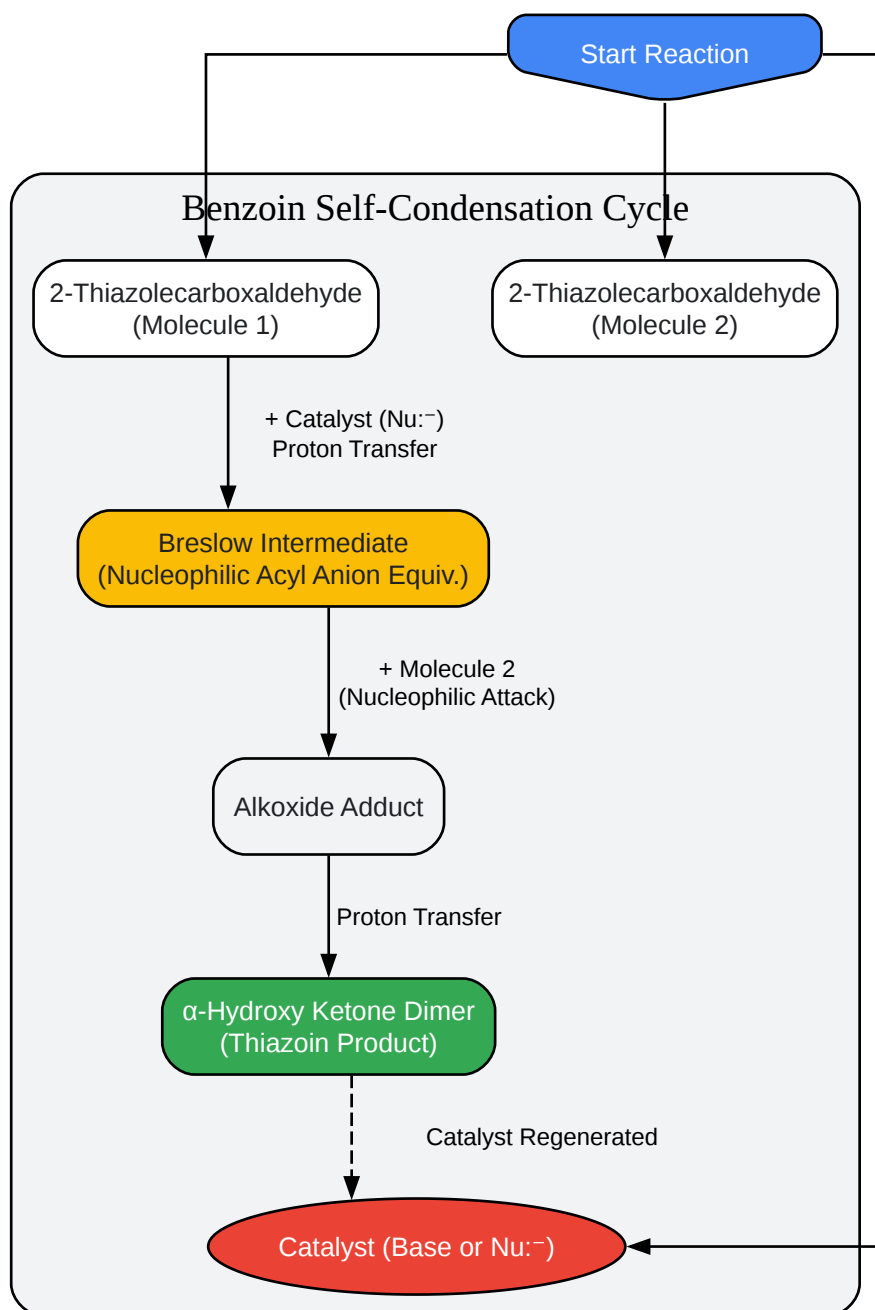 Start Reaction
Benzoin Self-Condensation Cycle
2-Thiazolecarboxaldehyde
(Molecule 1)
2-Thiazolecarboxaldehyde
(Molecule 2)
+ Catalyst (Nu:⁻)
Proton Transfer
Breslow Intermediate
(Nucleophilic Acyl Anion Equiv.)
+ Molecule 2
(Nucleophilic Attack)
Alkoxide Adduct
Proton Transfer
α-Hydroxy Ketone Dimer
(Thiazoin Product)
Catalyst Regenerated
Catalyst (Base or Nu:⁻)